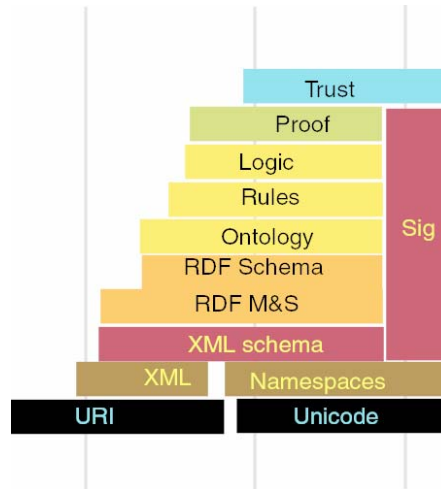 Trust
Proof
Logic
Rules
Sig
Ontology
RDF Schema
RDF M&S
XML schema
XML Namespaces
URI Unicode